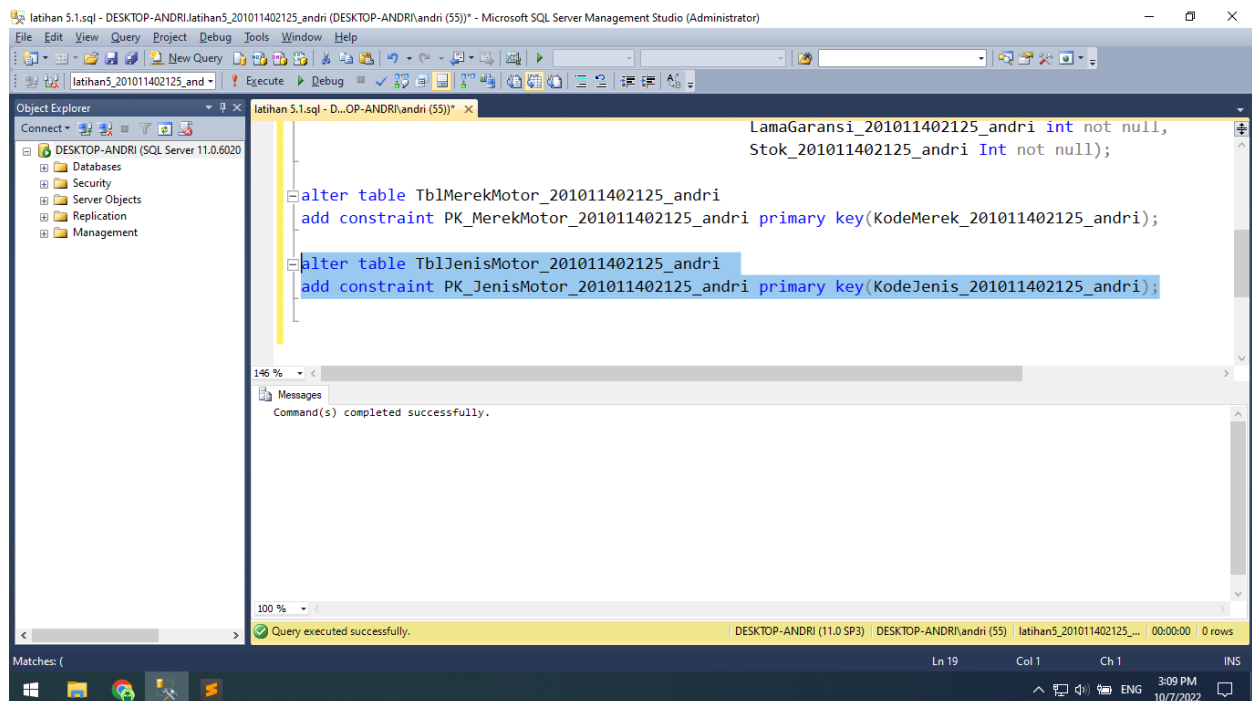 latihan 5.1.sql - DESKTOP-ANDRI.latihan5_201011402125_andri (DESKTOP-ANDRI\andri (55))* - Microsoft SQL Server Management Studio (Administrator)
File Edit View Query Project Debug Tools Window Help
New Query
latihan5_201011402125_and Execute Debug
Object Explorer
latihan 5.1.sql - D...OP-ANDRI\andri (55))*
Connect
DESKTOP-ANDRI (SQL Server 11.0.6020
Databases
Security
Server Objects
Replication
Management
LamaGaransi_201011402125_andri int not null,
Stok_201011402125_andri Int not null);
alter table TblMerekMotor_201011402125_andri
add constraint PK_MerekMotor_201011402125_andri primary key(KodeMerek_201011402125_andri);
alter table TblJenisMotor_201011402125_andri
add constraint PK_JenisMotor_201011402125_andri primary key(KodeJenis_201011402125_andri);
146 %
Messages
Command(s) completed successfully.
100 %
Query executed successfully. DESKTOP-ANDRI (11.0 SP3) DESKTOP-ANDRI\andri (55) latihan5_201011402125_... 00:00:00 0 rows
Matches: ( Ln 19 Col 1 Ch 1 INS
ENG 3:09 PM
10/7/2022